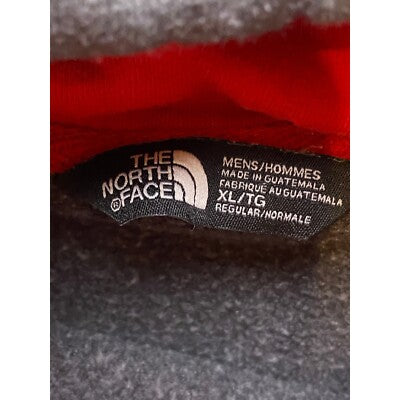 THE
NORTH
FACE
®
MENS/HOMMES
MADE IN GUATEMALA
FABRIQUÉ AU GUATEMALA
XL/TG
REGULAR/NORMALE